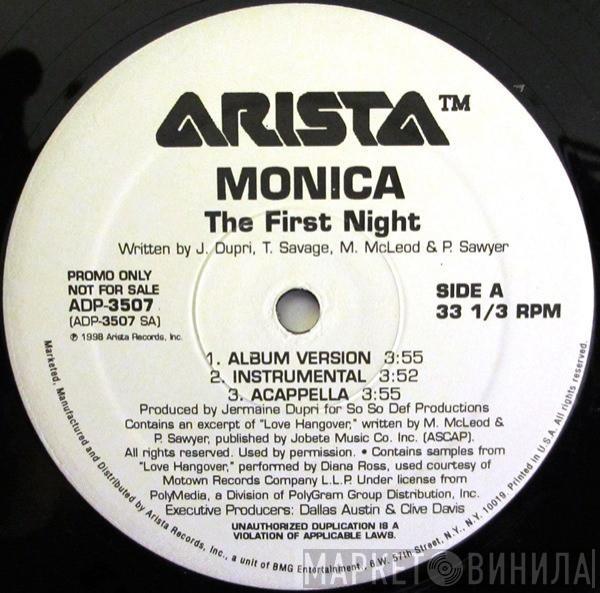 ARISTA™
MONICA
The First Night
Written by J. Dupri, T. Savage, M. McLeod & P. Sawyer
PROMO ONLY
NOT FOR SALE
ADP-3507
(ADP-3507 SA)
℗ 1998 Arista Records, Inc.
SIDE A
33 1/3 RPM
1. ALBUM VERSION 3:55
2. INSTRUMENTAL 3:52
3. ACAPPELLA 3:55
Produced by Jermaine Dupri for So So Def Productions
Contains an excerpt of "Love Hangover," written by M. McLeod &
P. Sawyer, published by Jobete Music Co. Inc. (ASCAP).
All rights reserved. Used by permission. • Contains samples from
"Love Hangover," performed by Diana Ross, used courtesy of
Motown Records Company L.L.P. Under license from
PolyMedia, a Division of PolyGram Group Distribution, Inc.
Executive Producers: Dallas Austin & Clive Davis
UNAUTHORIZED DUPLICATION IS A
VIOLATION OF APPLICABLE LAWS.
Marketed, Manufactured and Distributed by Arista Records, Inc., a unit of BMG Entertainment, 6 W. 57th Street, N.Y., N.Y. 10019. Printed in U.S.A. All rights reserved.
МАРКЕТ ВИНИЛА